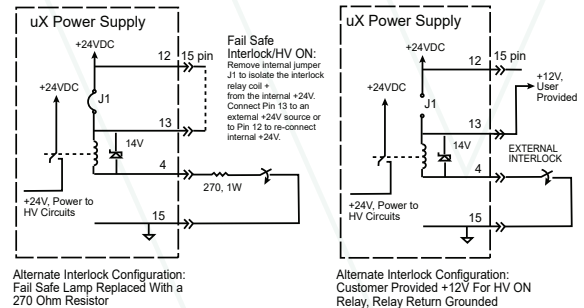 uX Power Supply
+24VDC
12
15 pin
+24VDC
J1
13
14V
4
270, 1W
+24V, Power to
HV Circuits
15
Fail Safe
Interlock/HV ON:
Remove internal jumper
J1 to isolate the interlock
relay coil +
from the internal +24V.
Connect Pin 13 to an
external +24V source or
to Pin 12 to re-connect
internal +24V.
Alternate Interlock Configuration:
Fail Safe Lamp Replaced With a
270 Ohm Resistor
uX Power Supply
+24VDC
12
15 pin
+24VDC
J1
+12V,
User
Provided
13
14V
4
EXTERNAL
INTERLOCK
+24V, Power to
HV Circuits
15
Alternate Interlock Configuration:
Customer Provided +12V For HV ON
Relay, Relay Return Grounded